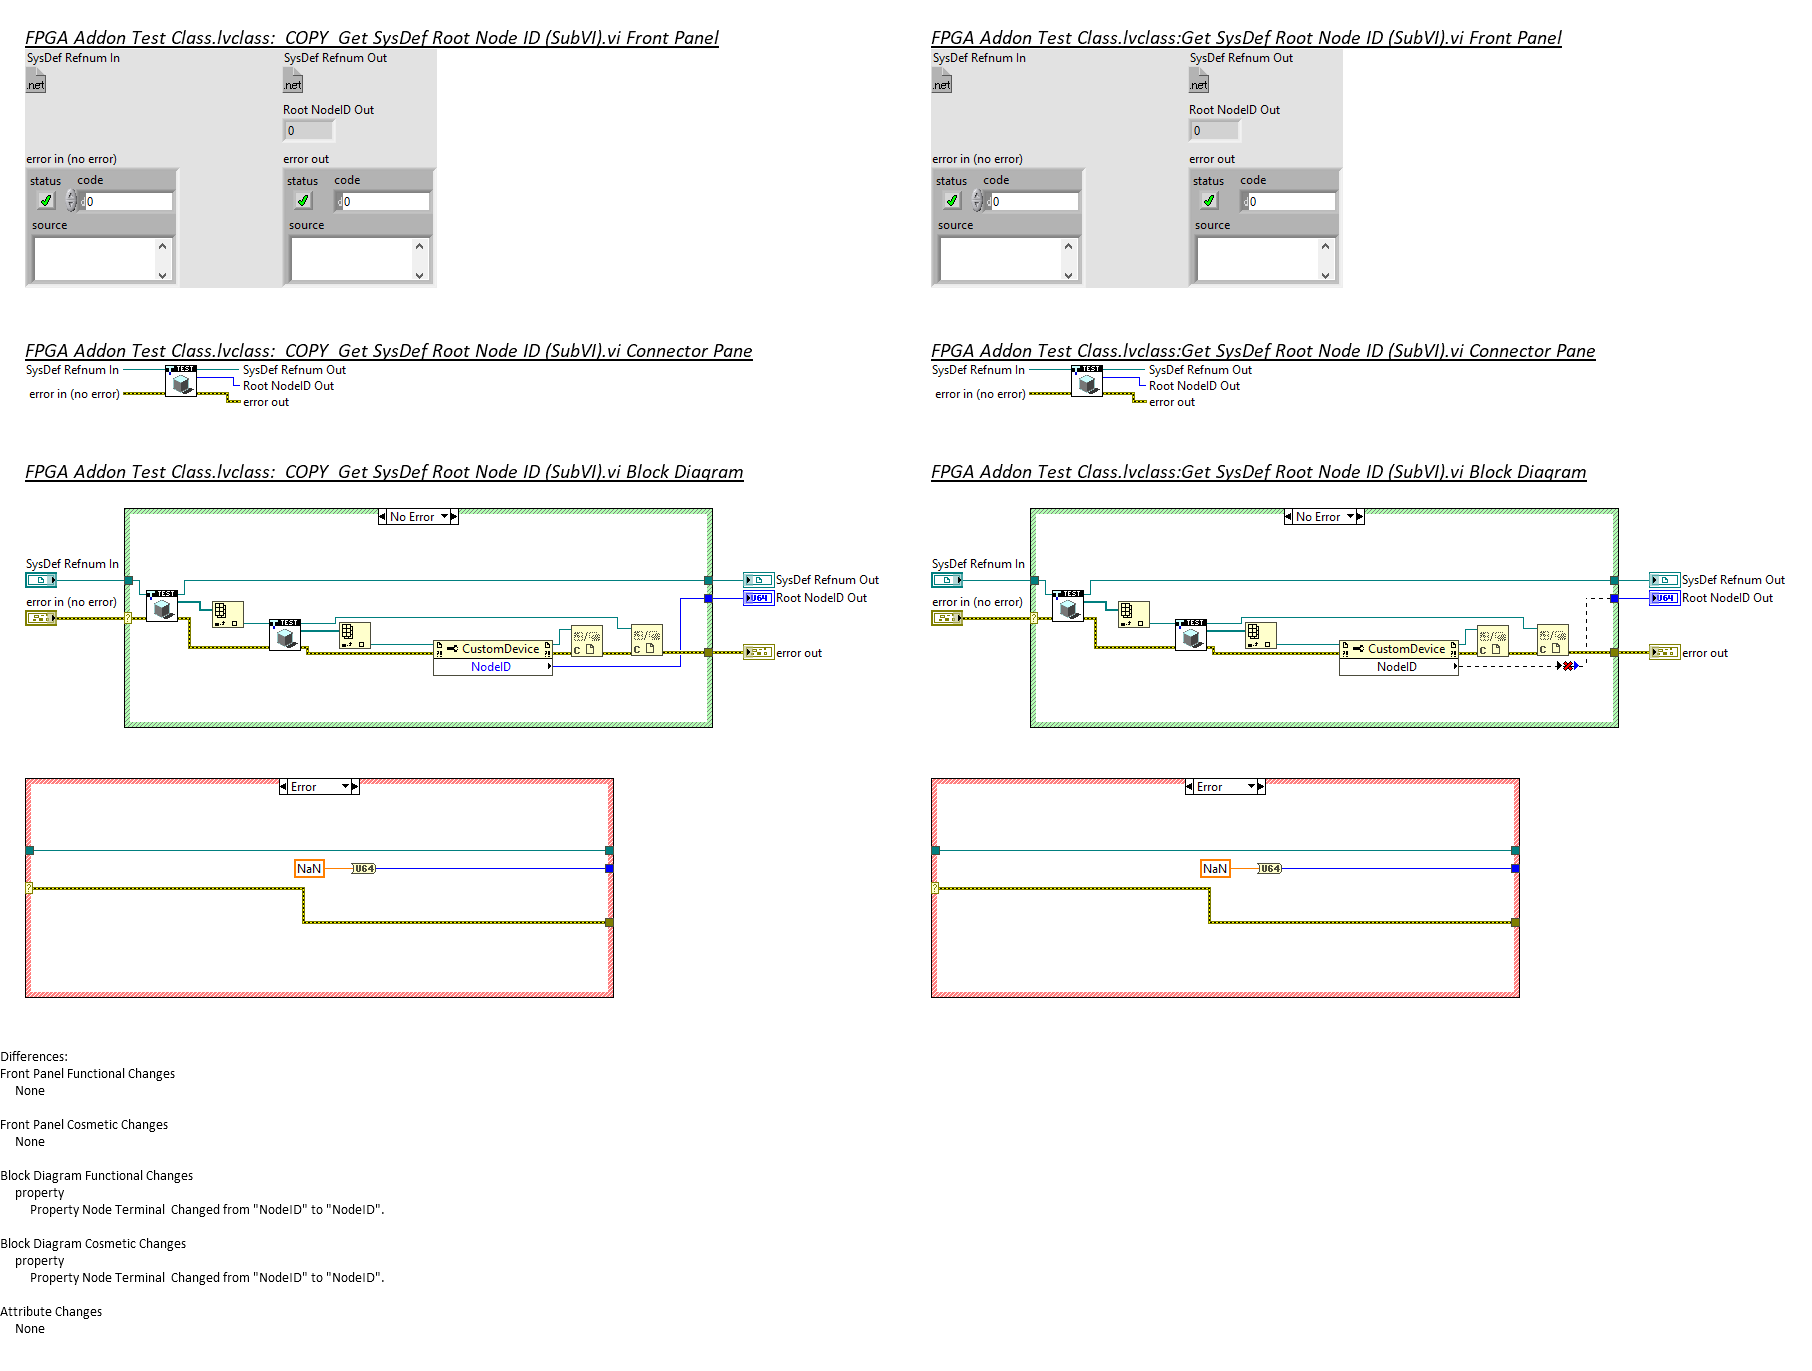 FPGA Addon Test Class.lvclass:  COPY  Get SysDef Root Node ID (SubVI).vi Front Panel
SysDef Refnum In
SysDef Refnum Out
.net
.net
Root NodeID Out
0
error in (no error)
error out
status
code
status
code
0
0
source
source
FPGA Addon Test Class.lvclass:Get SysDef Root Node ID (SubVI).vi Front Panel
SysDef Refnum In
SysDef Refnum Out
.net
.net
Root NodeID Out
0
error in (no error)
error out
status
code
status
code
0
0
source
source
FPGA Addon Test Class.lvclass:  COPY  Get SysDef Root Node ID (SubVI).vi Connector Pane
SysDef Refnum In
TEST
SysDef Refnum Out
Root NodeID Out
error in (no error)
error out
FPGA Addon Test Class.lvclass:Get SysDef Root Node ID (SubVI).vi Connector Pane
SysDef Refnum In
TEST
SysDef Refnum Out
Root NodeID Out
error in (no error)
error out
FPGA Addon Test Class.lvclass:  COPY  Get SysDef Root Node ID (SubVI).vi Block Diagram
No Error
SysDef Refnum In
SysDef Refnum Out
error in (no error)
TEST
U64
Root NodeID Out
TEST
CustomDevice
C
C
error out
NodeID
Error
NaN
U64
FPGA Addon Test Class.lvclass:Get SysDef Root Node ID (SubVI).vi Block Diagram
No Error
SysDef Refnum In
SysDef Refnum Out
error in (no error)
TEST
U64
Root NodeID Out
TEST
CustomDevice
C
C
error out
NodeID
Error
NaN
U64
Differences:
Front Panel Functional Changes
None
Front Panel Cosmetic Changes
None
Block Diagram Functional Changes
property
Property Node Terminal  Changed from "NodeID" to "NodeID".
Block Diagram Cosmetic Changes
property
Property Node Terminal  Changed from "NodeID" to "NodeID".
Attribute Changes
None